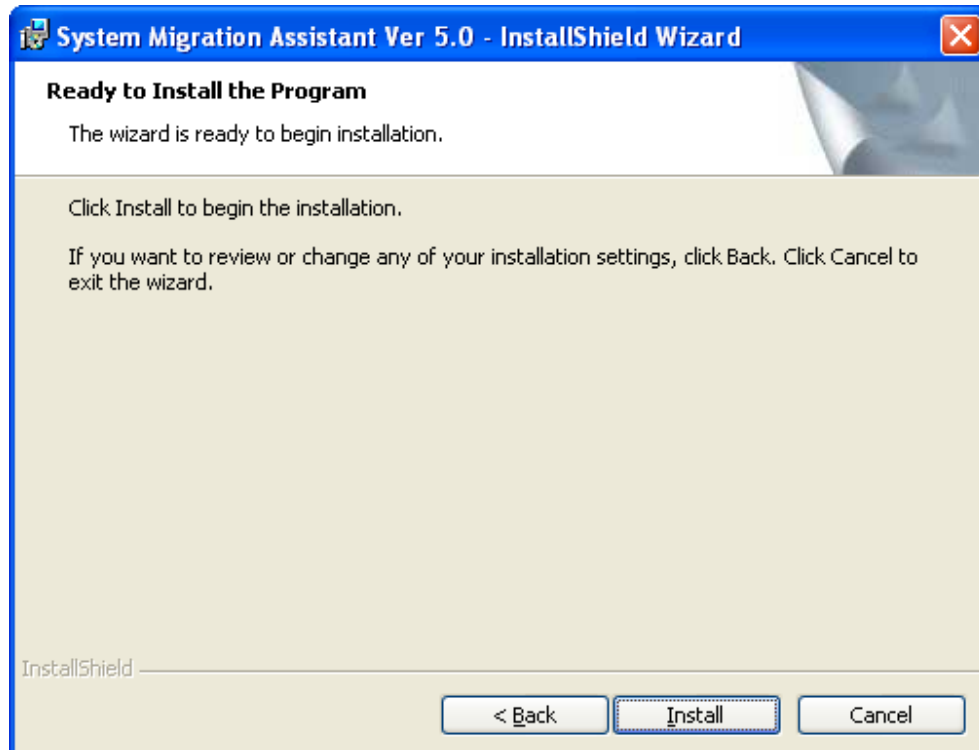 System Migration Assistant Ver 5.0 - InstallShield Wizard
Ready to Install the Program
The wizard is ready to begin installation.
Click Install to begin the installation.
If you want to review or change any of your installation settings, click Back. Click Cancel to
exit the wizard.
InstallShield
< Back Install Cancel